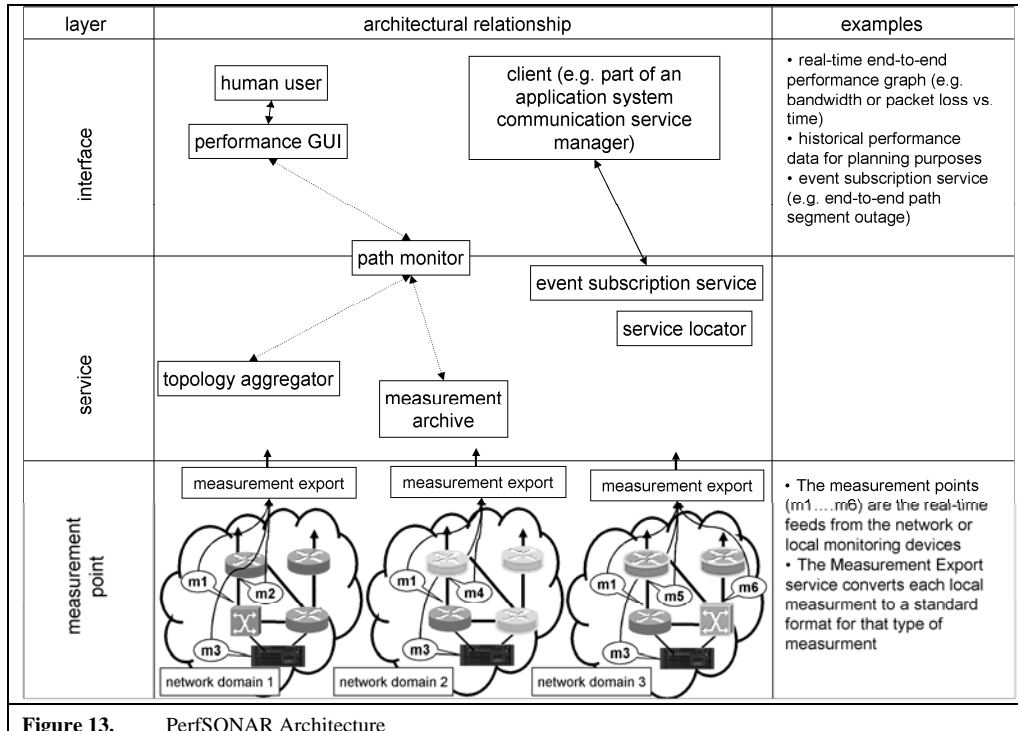 layer
architectural relationship
examples
interface
human user
performance GUI
client (e.g. part of an
application system
communication service
manager)
• real-time end-to-end
performance graph (e.g.
bandwidth or packet loss vs.
time)
• historical performance
data for planning purposes
• event subscription service
(e.g. end-to-end path
segment outage)
path monitor
service
event subscription service
service locator
topology aggregator
measurement
archive
measurement
point
measurement export
measurement export
measurement export
m1
m2
m3
network domain 1
m1
m4
m3
network domain 2
m1
m5
m6
m3
network domain 3
• The measurement points
(m1....m6) are the real-time
feeds from the network or
local monitoring devices
• The Measurement Export
service converts each local
measurment to a standard
format for that type of
measurment
Figure 13. PerfSONAR Architecture